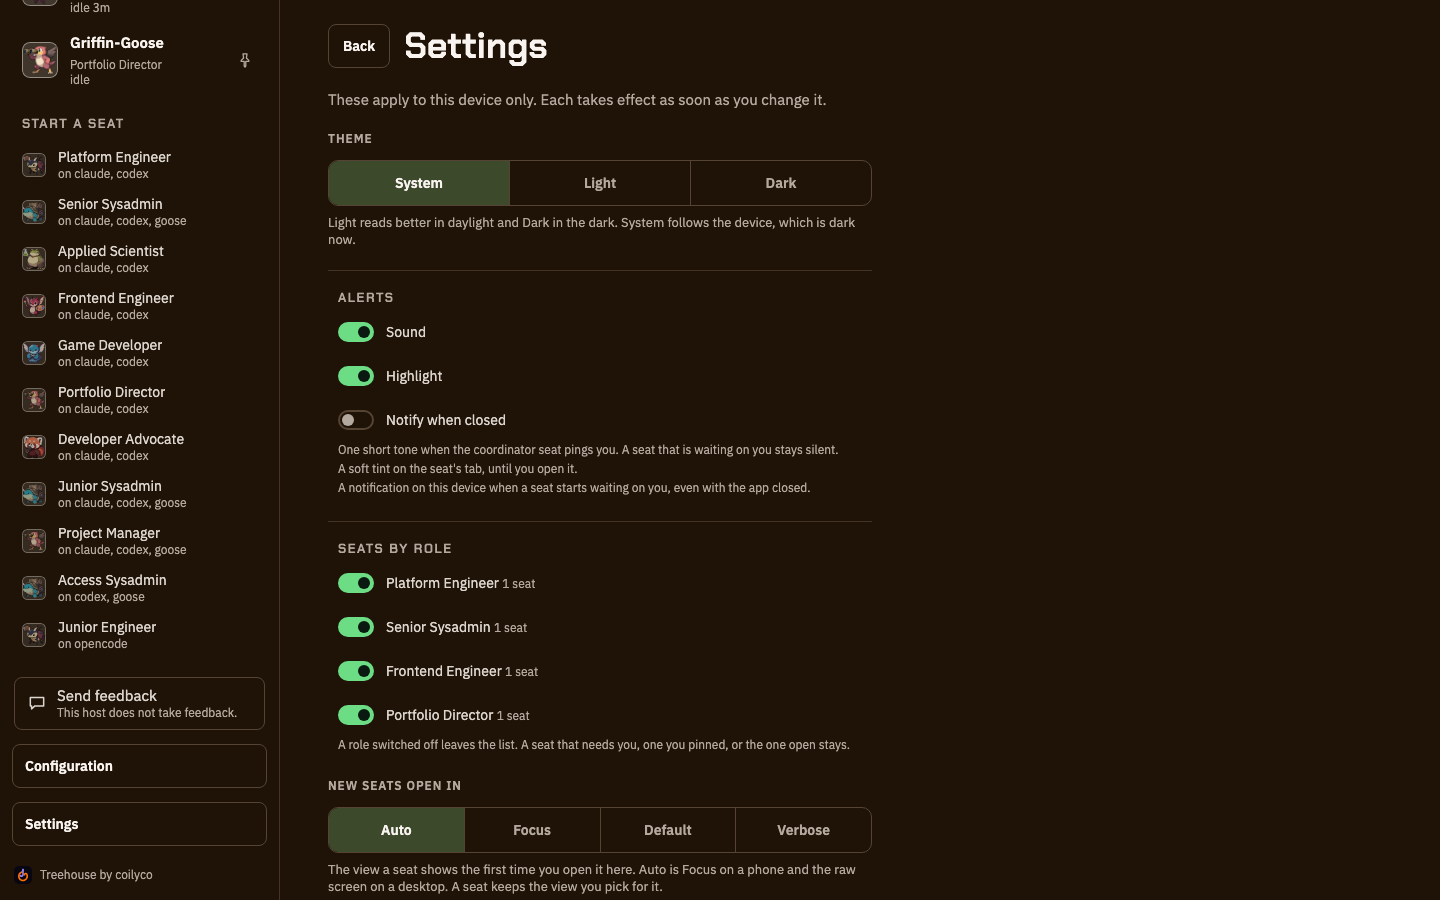 idle 3m
Griffin-Goose
Portfolio Director
idle
START A SEAT
Platform Engineer
on claude, codex
Senior Sysadmin
on claude, codex, goose
Applied Scientist
on claude, codex
Frontend Engineer
on claude, codex
Game Developer
on claude, codex
Portfolio Director
on claude, codex
Developer Advocate
on claude, codex
Junior Sysadmin
on claude, codex, goose
Project Manager
on claude, codex, goose
Access Sysadmin
on codex, goose
Junior Engineer
on opencode
Send feedback
This host does not take feedback.
Configuration
Settings
Treehouse by coilyco
Back
Settings
These apply to this device only. Each takes effect as soon as you change it.
THEME
System
Light
Dark
Light reads better in daylight and Dark in the dark. System follows the device, which is dark
now.
ALERTS
Sound
Highlight
Notify when closed
One short tone when the coordinator seat pings you. A seat that is waiting on you stays silent.
A soft tint on the seat's tab, until you open it.
A notification on this device when a seat starts waiting on you, even with the app closed.
SEATS BY ROLE
Platform Engineer 1 seat
Senior Sysadmin 1 seat
Frontend Engineer 1 seat
Portfolio Director 1 seat
A role switched off leaves the list. A seat that needs you, one you pinned, or the one open stays.
NEW SEATS OPEN IN
Auto
Focus
Default
Verbose
The view a seat shows the first time you open it here. Auto is Focus on a phone and the raw
screen on a desktop. A seat keeps the view you pick for it.